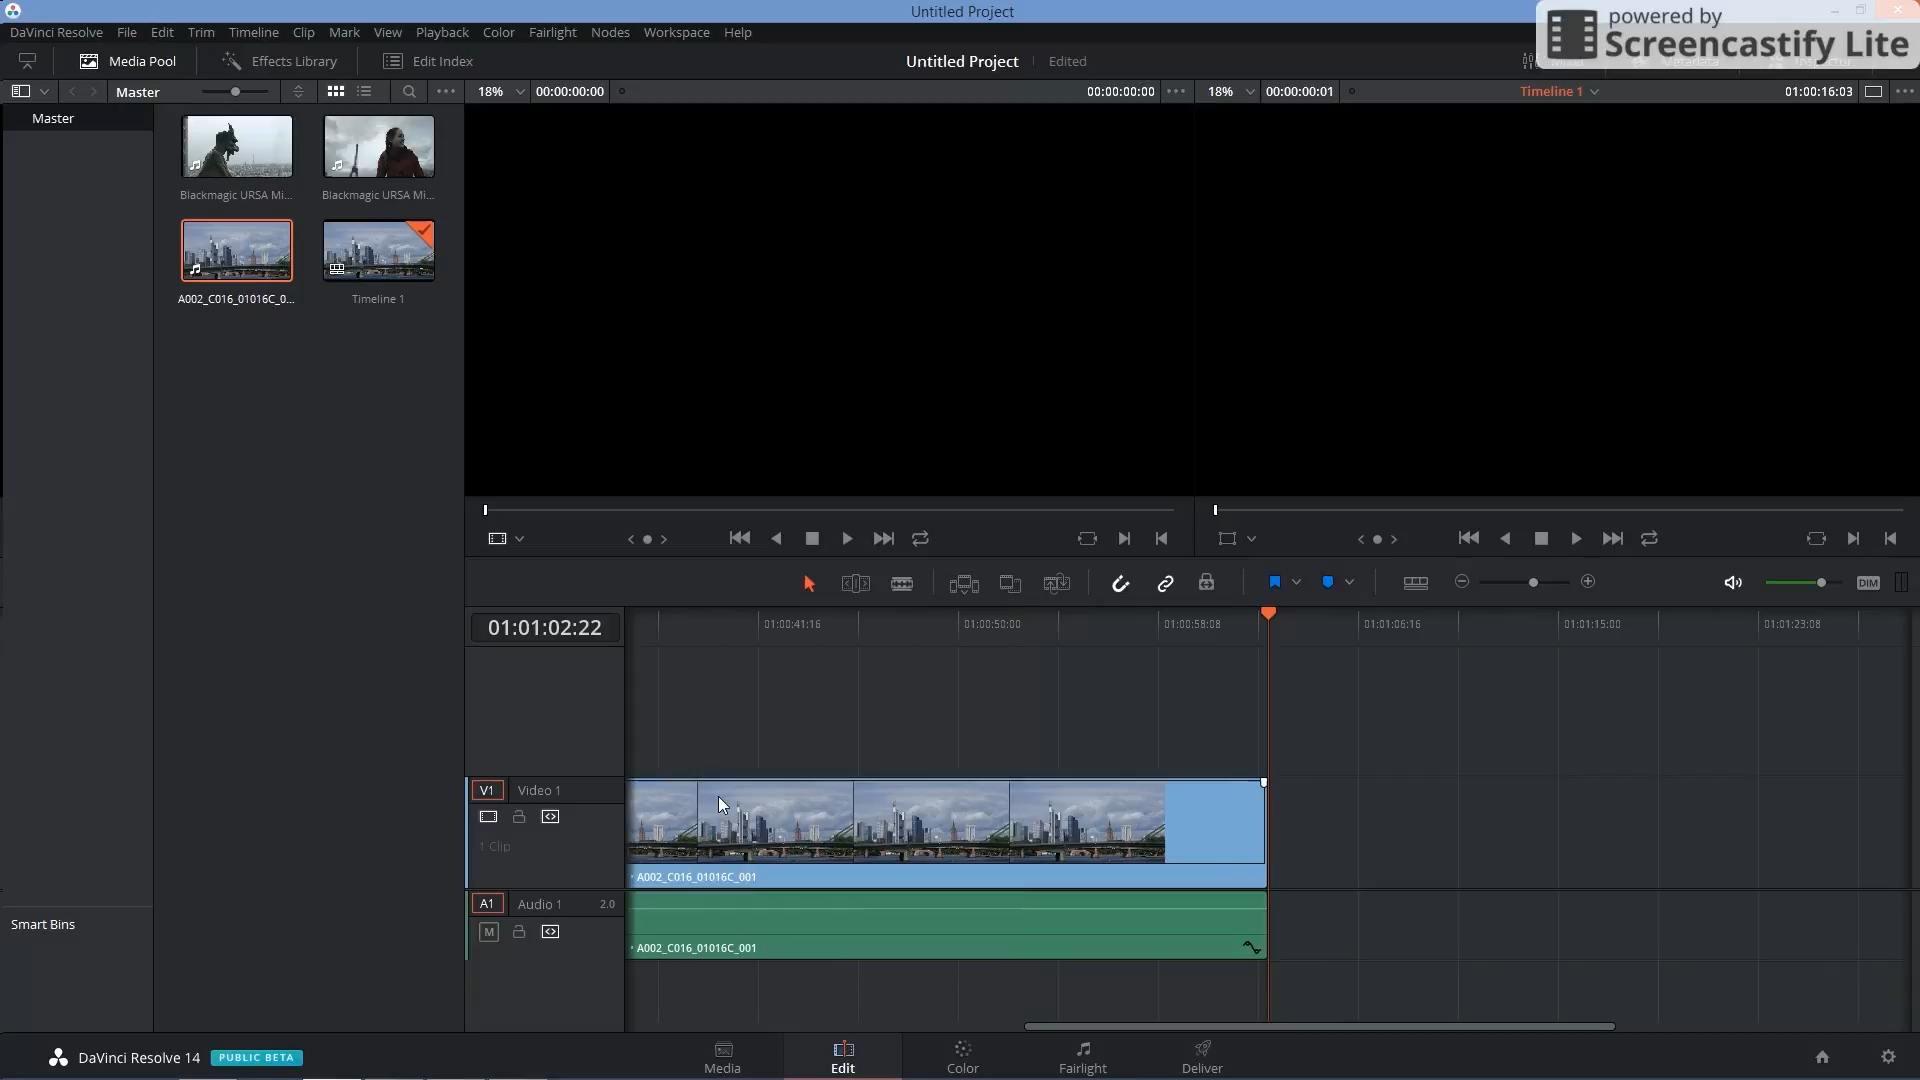 Untitled Project
powered by
Screencastify Lite
DaVinci Resolve File Edit Trim Timeline Clip Mark View Playback Color Fairlight Nodes Workspace Help
Media Pool Effects Library Edit Index Untitled Project Edited
Master 18% 00:00:00:00 00:00:00:00 18% 00:00:00:01 Timeline 1 01:00:16:03
Master
Blackmagic URSA Mi... Blackmagic URSA Mi...
A002_C016_01016C_0... Timeline 1
DIM
01:01:02:22 01:00:41:16 01:00:50:00 01:00:58:08 01:01:06:16 01:01:15:00 01:01:23:08
V1 Video 1
1 Clip
A002_C016_01016C_001
A1 Audio 1 2.0
M
A002_C016_01016C_001
Smart Bins
DaVinci Resolve 14 PUBLIC BETA
Media Edit Color Fairlight Deliver